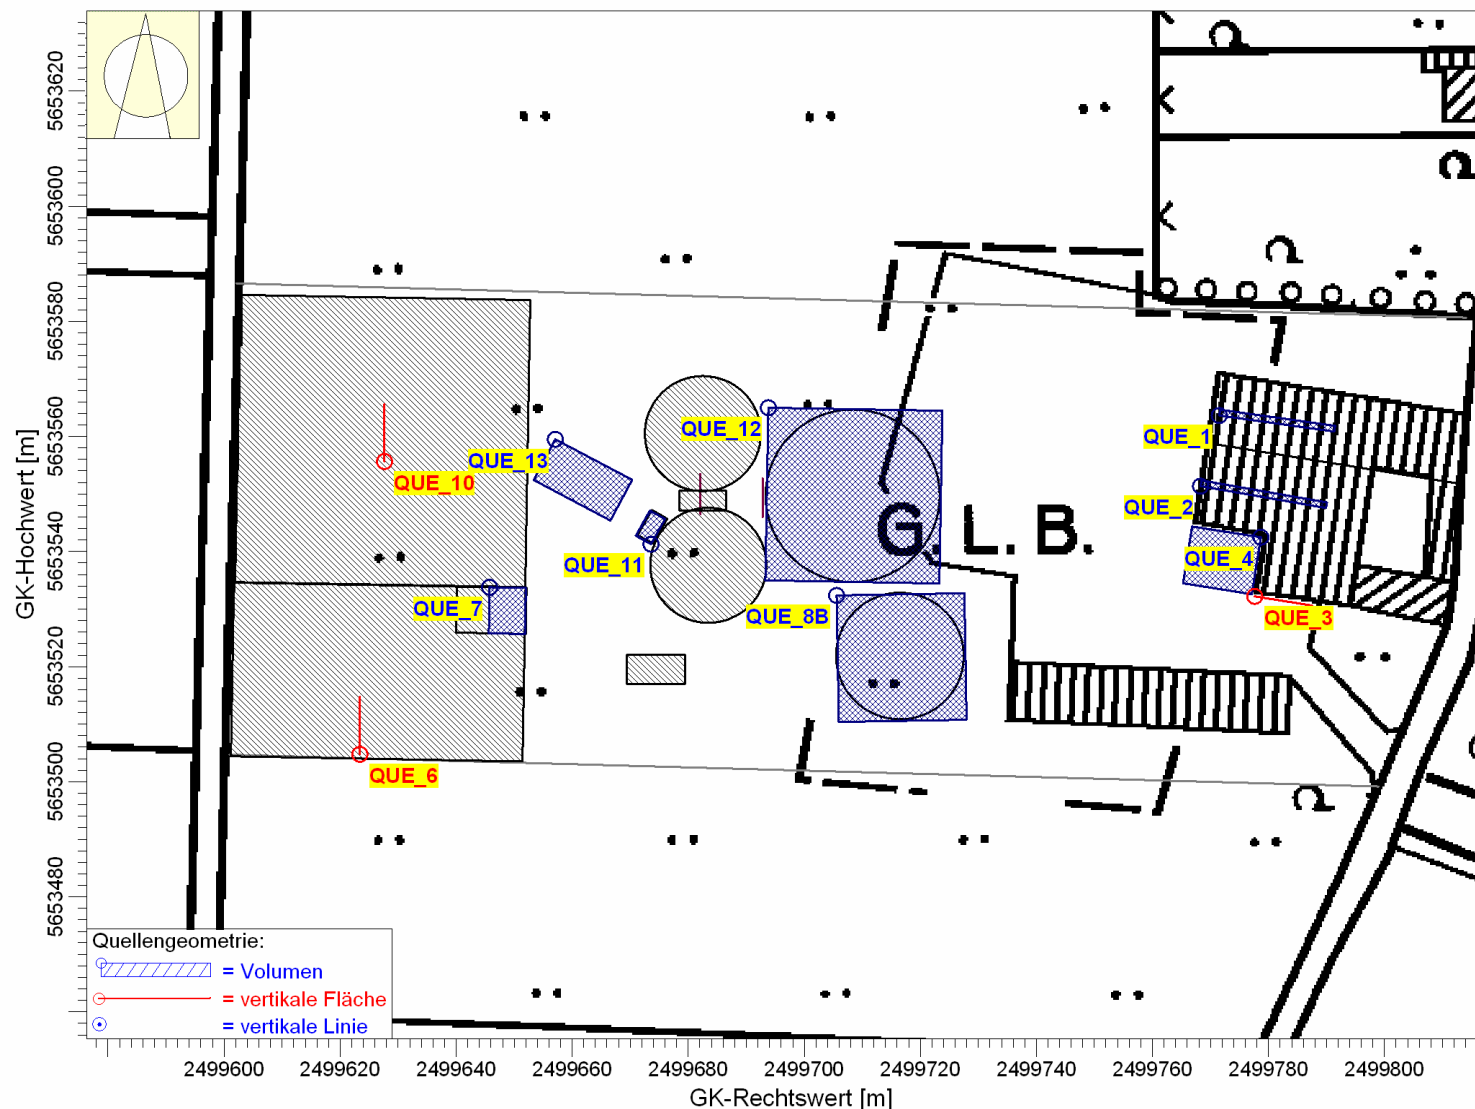 5653620
5653600
5653580
5653560
5653540
5653520
5653500
5653480
GK-Hochwert [m]
QUE_12
QUE_1
QUE_13
QUE_10
QUE_2
G. L. B.
QUE_4
QUE_11
QUE_7
QUE_8B
QUE_3
QUE_6
Quellengeometrie:
= Volumen
= vertikale Fläche
= vertikale Linie
2499600 2499620 2499640 2499660 2499680 2499700 2499720 2499740 2499760 2499780 2499800
GK-Rechtswert [m]